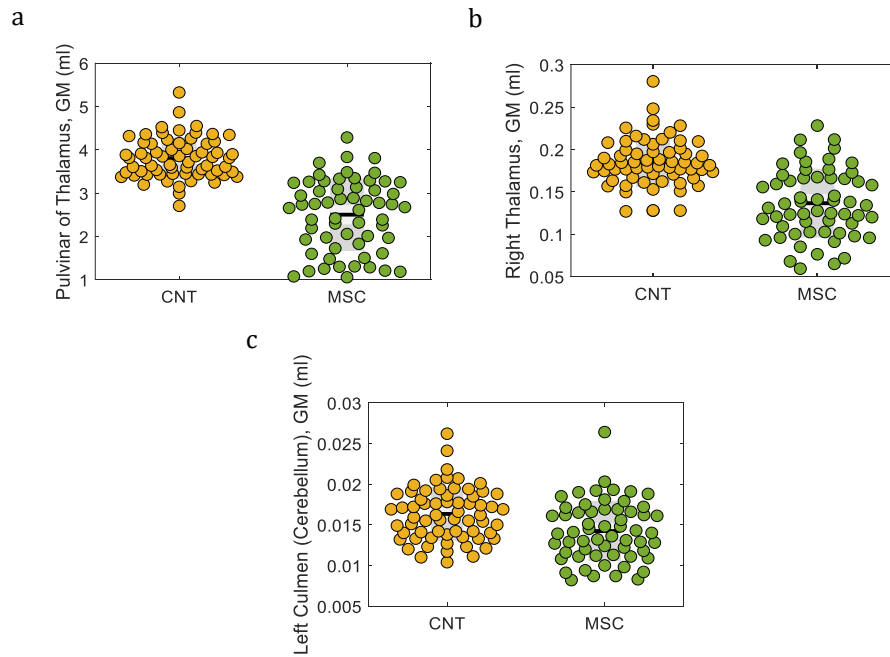 a
Pulvinar of Thalamus, GM (ml)
6
5
4
3
2
1
CNT
MSC
b
Right Thalamus, GM (ml)
0.3
0.25
0.2
0.15
0.1
0.05
CNT
MSC
c
Left Culmen (Cerebellum), GM (ml)
0.03
0.025
0.02
0.015
0.01
0.005
CNT
MSC